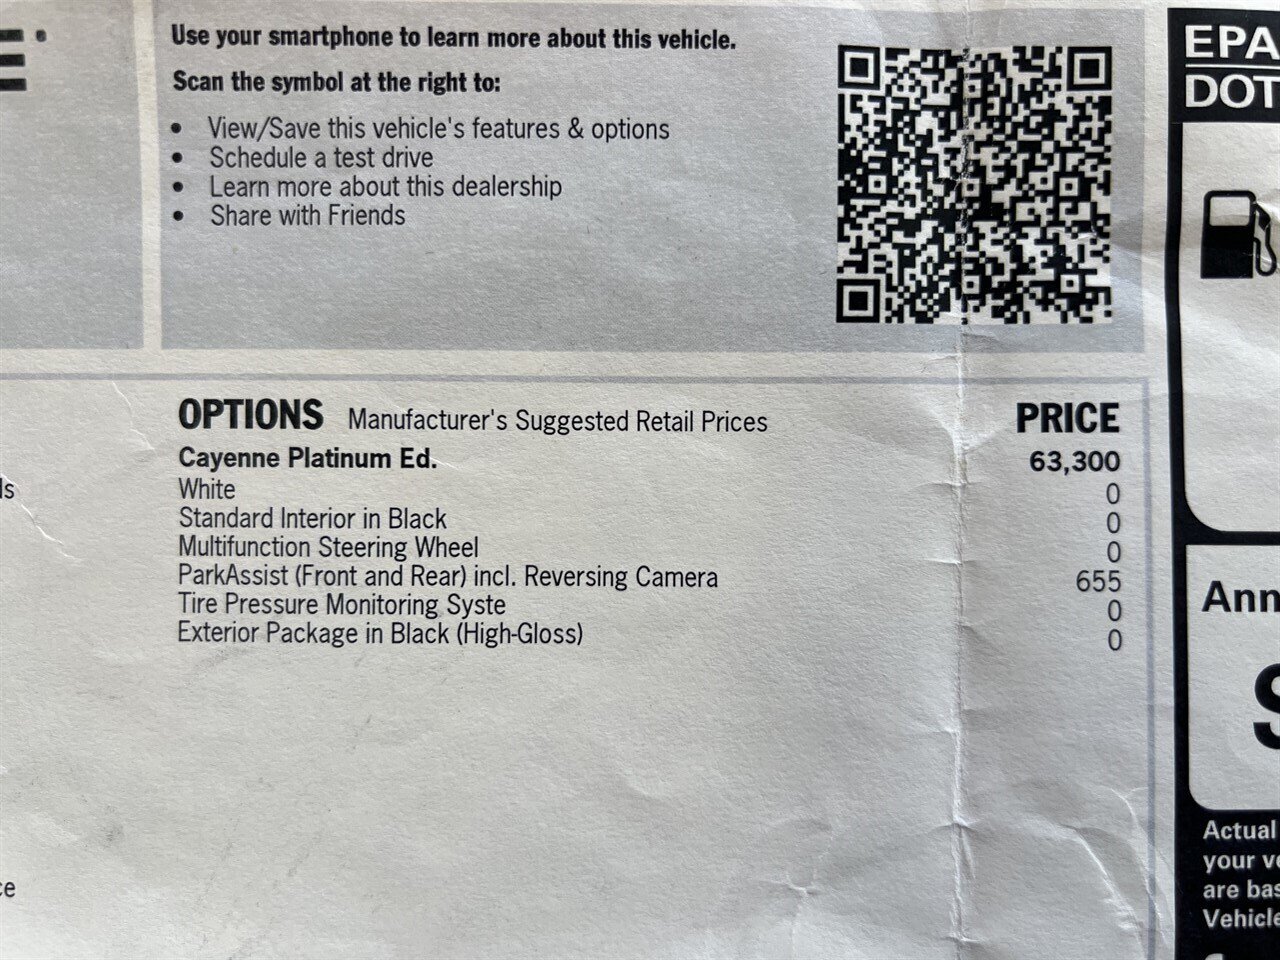 Use your smartphone to learn more about this vehicle.
Scan the symbol at the right to:
• View/Save this vehicle's features & options
• Schedule a test drive
• Learn more about this dealership
• Share with Friends
EPA
DOT
OPTIONS Manufacturer's Suggested Retail Prices PRICE
Cayenne Platinum Ed. 63,300
White 0
Standard Interior in Black 0
Multifunction Steering Wheel 0
ParkAssist (Front and Rear) incl. Reversing Camera 655
Tire Pressure Monitoring Syste 0
Exterior Package in Black (High-Gloss) 0
Ann
Actual
your ve
are bas
Vehicle